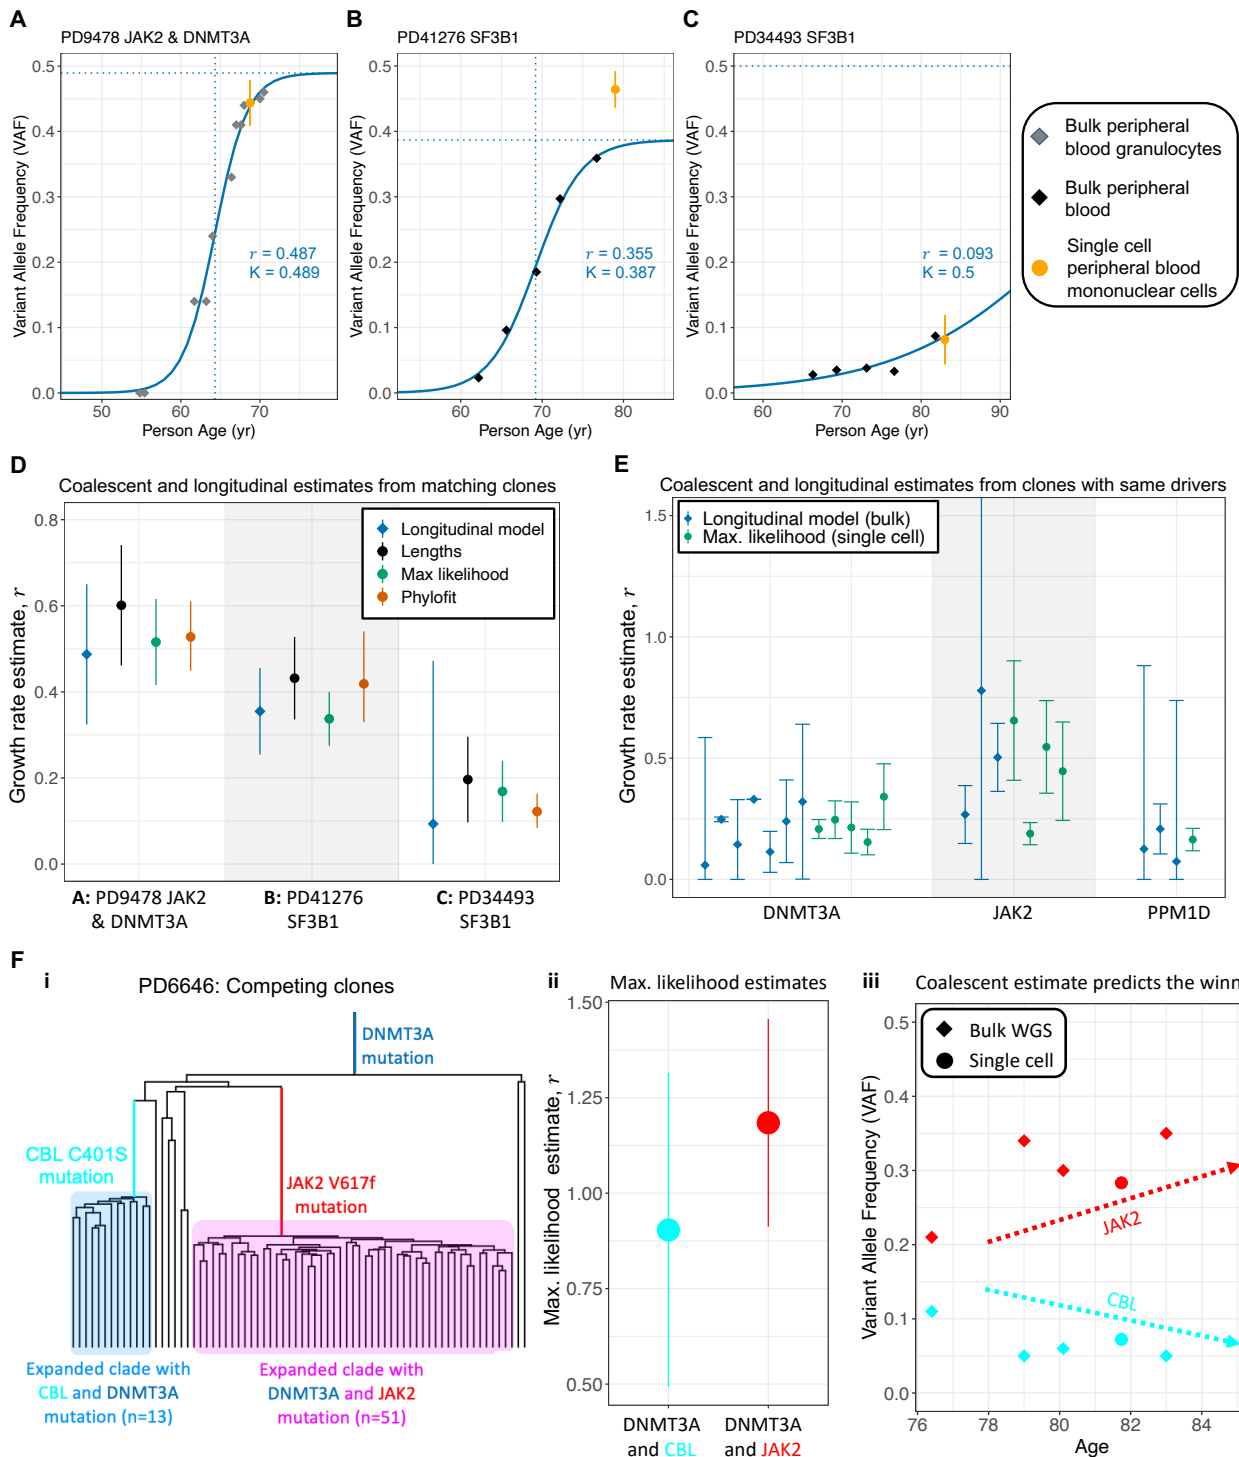 A
PD9478 JAK2 & DNMT3A
Variant Allele Frequency (VAF)
0.5
0.4
0.3
0.2
0.1
0.0
r = 0.487
K = 0.489
50
60
70
Person Age (yr)
B
PD41276 SF3B1
Variant Allele Frequency (VAF)
0.5
0.4
0.3
0.2
0.1
0.0
r = 0.355
K = 0.387
60
70
80
Person Age (yr)
C
PD34493 SF3B1
Variant Allele Frequency (VAF)
0.5
0.4
0.3
0.2
0.1
0.0
r = 0.093
K = 0.5
60
70
80
90
Person Age (yr)
Bulk peripheral
blood granulocytes
Bulk peripheral
blood
Single cell
peripheral blood
mononuclear cells
D
Coalescent and longitudinal estimates from matching clones
Growth rate estimate, r
0.8
0.6
0.4
0.2
0.0
Longitudinal model
Lengths
Max likelihood
Phylofit
A: PD9478 JAK2
& DNMT3A
B: PD41276
SF3B1
C: PD34493
SF3B1
E
Coalescent and longitudinal estimates from clones with same drivers
Growth rate estimate, r
1.5
1.0
0.5
0.0
Longitudinal model (bulk)
Max. likelihood (single cell)
DNMT3A
JAK2
PPM1D
F
i
PD6646: Competing clones
DNMT3A
mutation
CBL C401S
mutation
JAK2 V617f
mutation
Expanded clade with
CBL and DNMT3A
mutation (n=13)
Expanded clade with
DNMT3A and JAK2
mutation (n=51)
ii
Max. likelihood estimates
Max. likelihood estimate, r
1.50
1.25
1.00
0.75
0.50
DNMT3A
and CBL
DNMT3A
and JAK2
iii
Coalescent estimate predicts the winn
Variant Allele Frequency (VAF)
0.5
0.4
0.3
0.2
0.1
0.0
Bulk WGS
Single cell
JAK2
CBL
76
78
80
82
84
Age